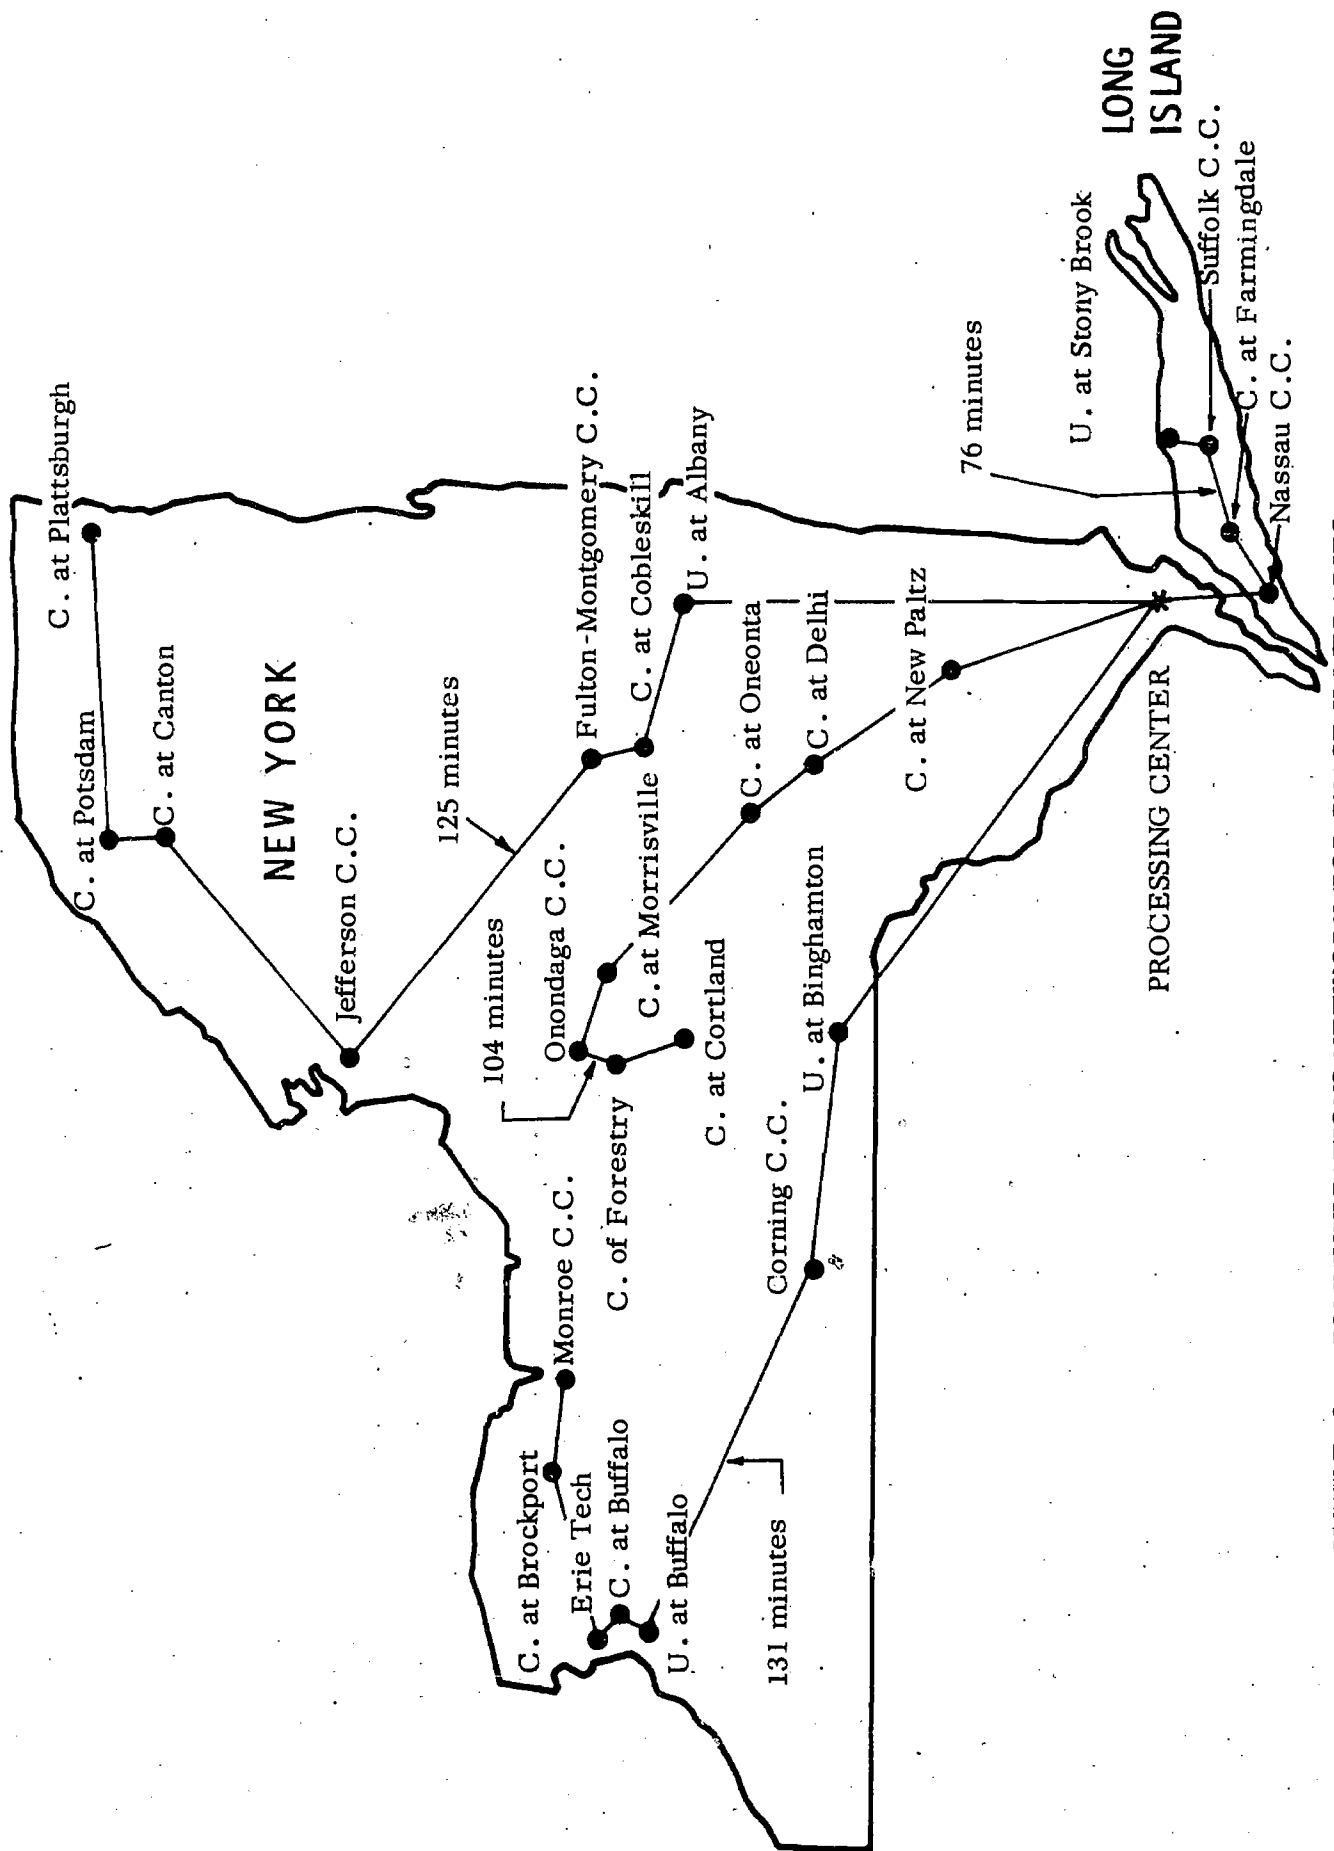 C. at Plattsburgh
C. at Potsdam
C. at Canton
NEW YORK
Jefferson C.C.
125 minutes
Fulton-Montgomery C.C.
C. at Cobleskill
U. at Albany
104 minutes
Onondaga C.C.
C. at Morrisville
C. at Oneonta
C. at Delhi
C. at New Paltz
C. of Forestry
C. at Cortland
Monroe C.C.
C. at Brockport
Erie Tech
C. at Buffalo
U. at Buffalo
131 minutes
Corning C.C.
U. at Binghamton
PROCESSING CENTER
76 minutes
U. at Stony Brook
LONG
ISLAND
Suffolk C.C.
C. at Farmingdale
Nassau C.C.